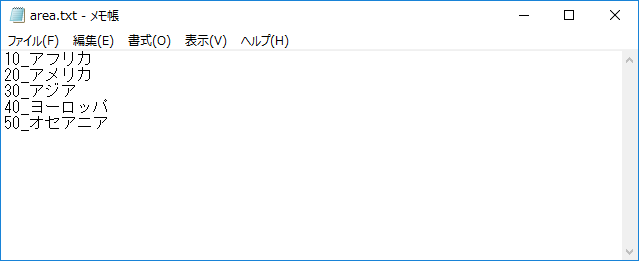 area.txt - メモ帳
ファイル(F) 編集(E) 書式(O) 表示(V) ヘルプ(H)
10_アフリカ
20_アメリカ
30_アジア
40_ヨーロッパ
50_オセアニア